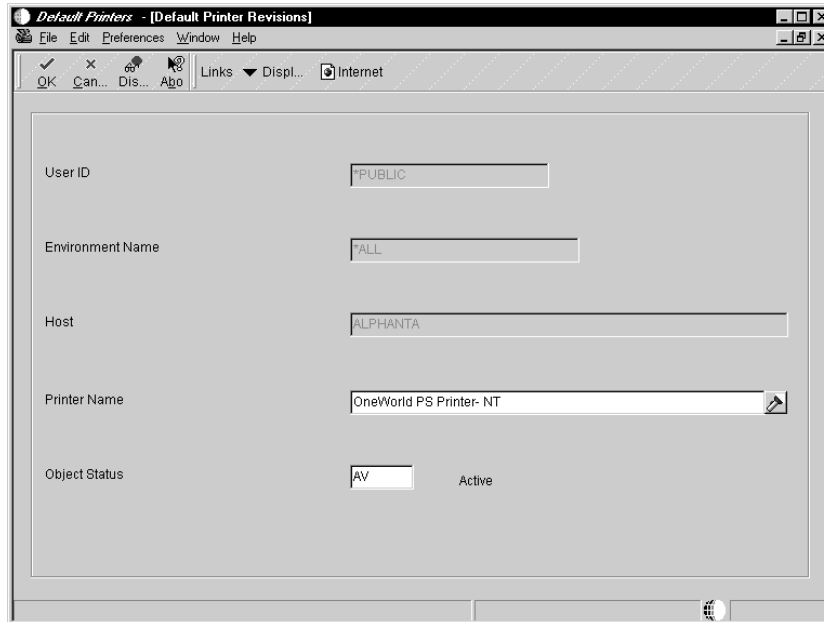 Default Printers - [Default Printer Revisions]
File Edit Preferences Window Help
OK Can... Dis... Abo Links Displ... Internet
User ID *PUBLIC
Environment Name *ALL
Host ALPHANTA
Printer Name OneWorld PS Printer- NT
Object Status AV Active